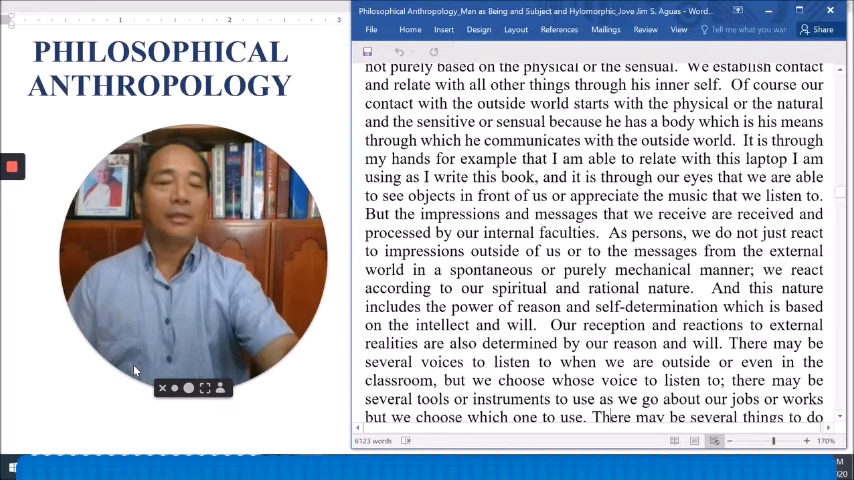 PHILOSOPHICAL
ANTHROPOLOGY
Philosophical Anthropology_Man as Being and Subject and Hylomorphic_Jove Jim S. Aguas - Word...
File Home Insert Design Layout References Mailings Review View Tell me what you want Share
not purely based on the physical or the sensual. We establish contact
and relate with all other things through his inner self. Of course our
contact with the outside world starts with the physical or the natural
and the sensitive or sensual because he has a body which is his means
through which he communicates with the outside world. It is through
my hands for example that I am able to relate with this laptop I am
using as I write this book, and it is through our eyes that we are able
to see objects in front of us or appreciate the music that we listen to.
But the impressions and messages that we receive are received and
processed by our internal faculties. As persons, we do not just react
to impressions outside of us or to the messages from the external
world in a spontaneous or purely mechanical manner; we react
according to our spiritual and rational nature. And this nature
includes the power of reason and self-determination which is based
on the intellect and will. Our reception and reactions to external
realities are also determined by our reason and will. There may be
several voices to listen to when we are outside or even in the
classroom, but we choose whose voice to listen to; there may be
several tools or instruments to use as we go about our jobs or works
but we choose which one to use. There may be several things to do
6123 words
170%